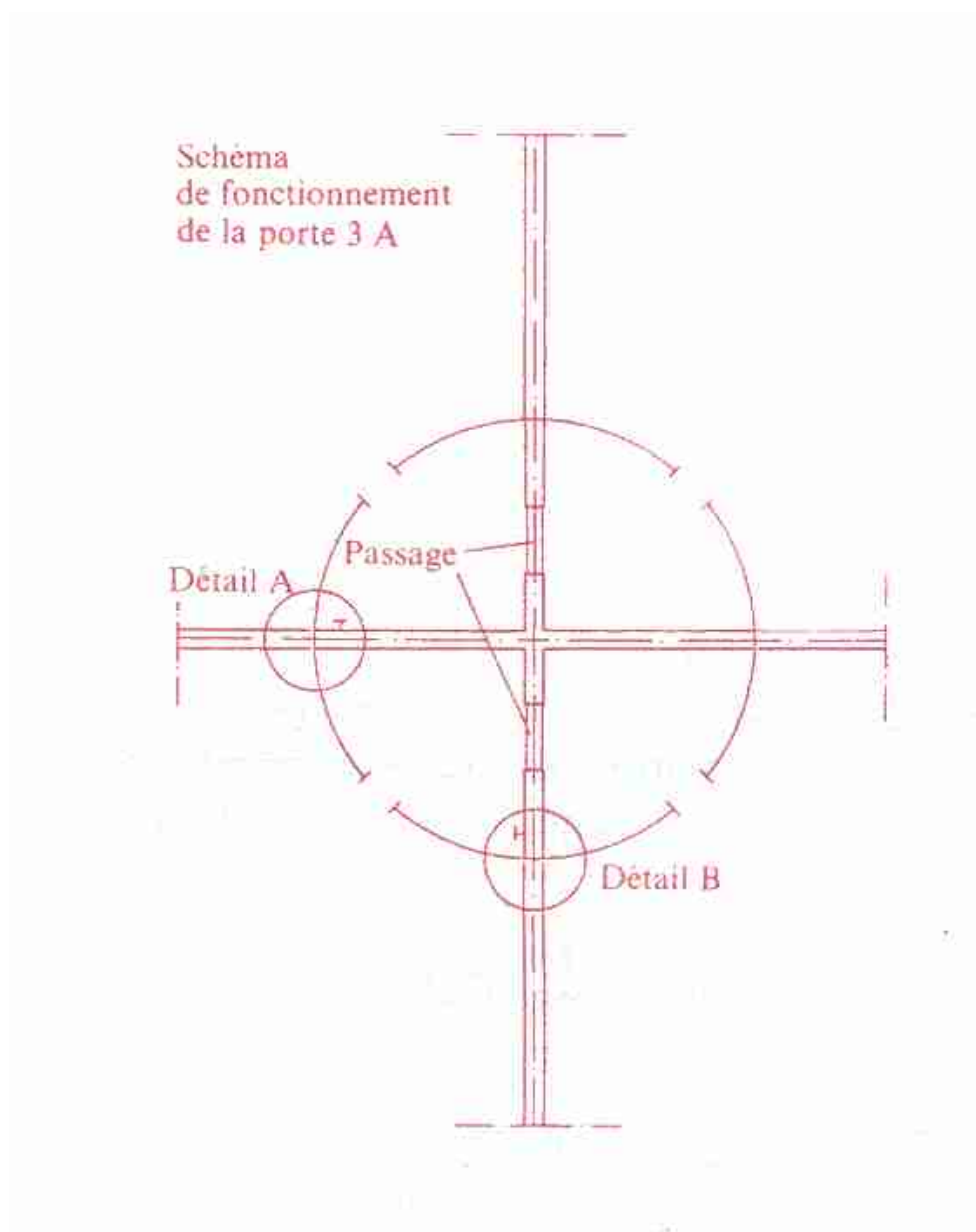 Schéma
de fonctionnement
de la porte 3 A
Passage
Détail A
Détail B